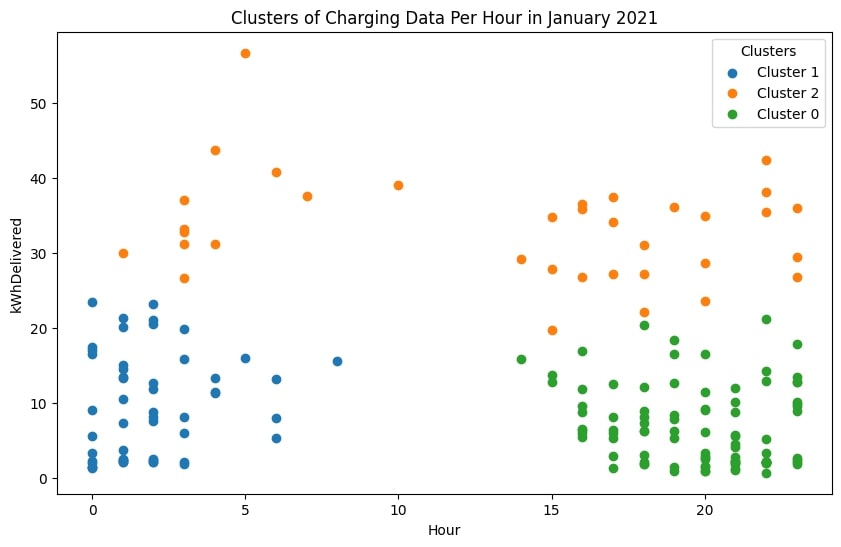 Clusters of Charging Data Per Hour in January 2021
Clusters
Cluster 1
Cluster 2
Cluster 0
kWhDelivered
50
40
30
20
10
0
0 5 10 15 20
Hour